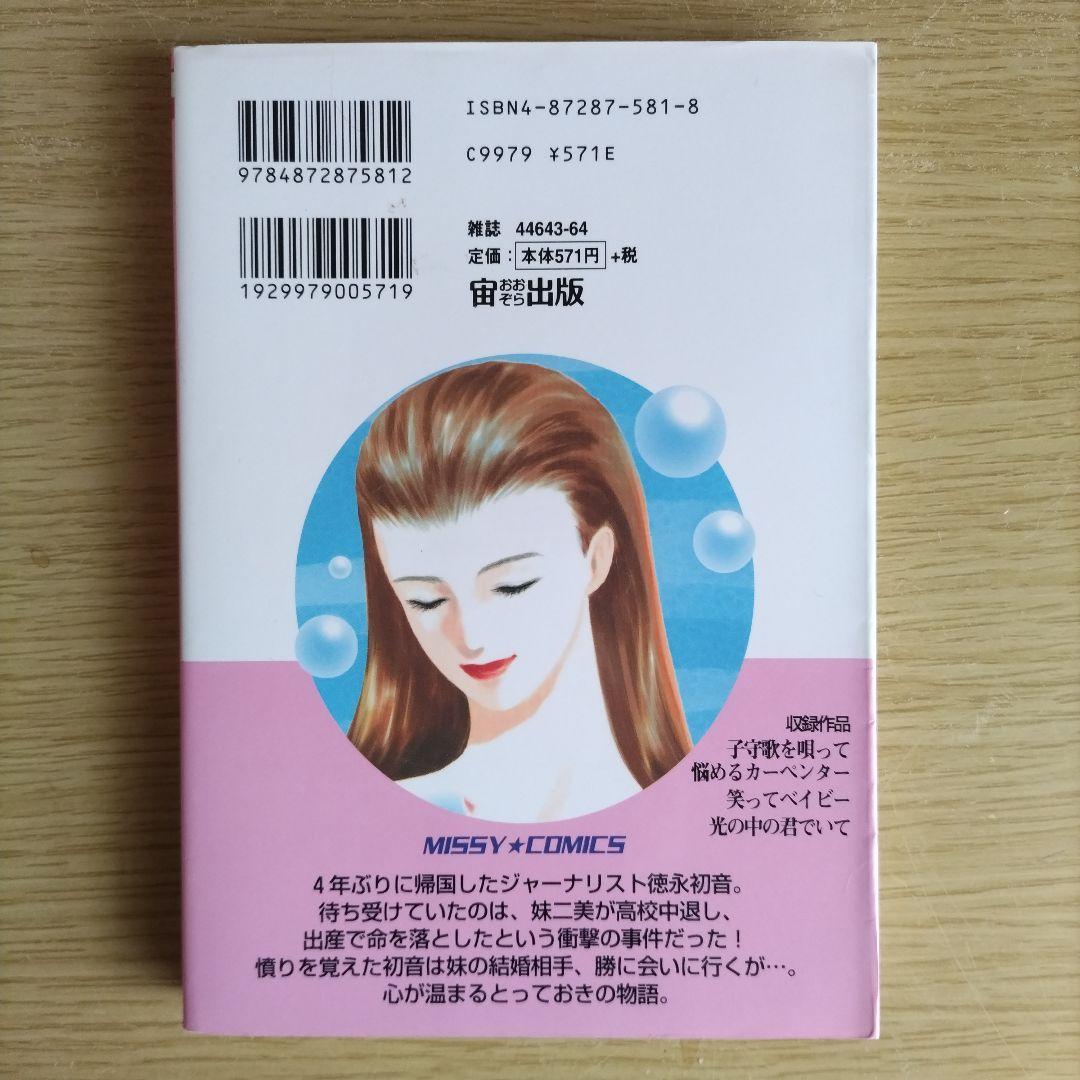 ISBN4-87287-581-8
C9979 ¥571E
9784872875812
雑誌 44643-64
定価：本体571円+税
1929979005719
宙おおぞら出版
収録作品
子守歌を唄って
悩めるカーペンター
笑ってベイビー
光の中の君でいて
MISSY★COMICS
4年ぶりに帰国したジャーナリスト徳永初音。
待ち受けていたのは、妹二美が高校中退し、
出産で命を落としたという衝撃の事件だった！
憤りを覚えた初音は妹の結婚相手、勝に会いに行くが…。
心が温まるとっておきの物語。